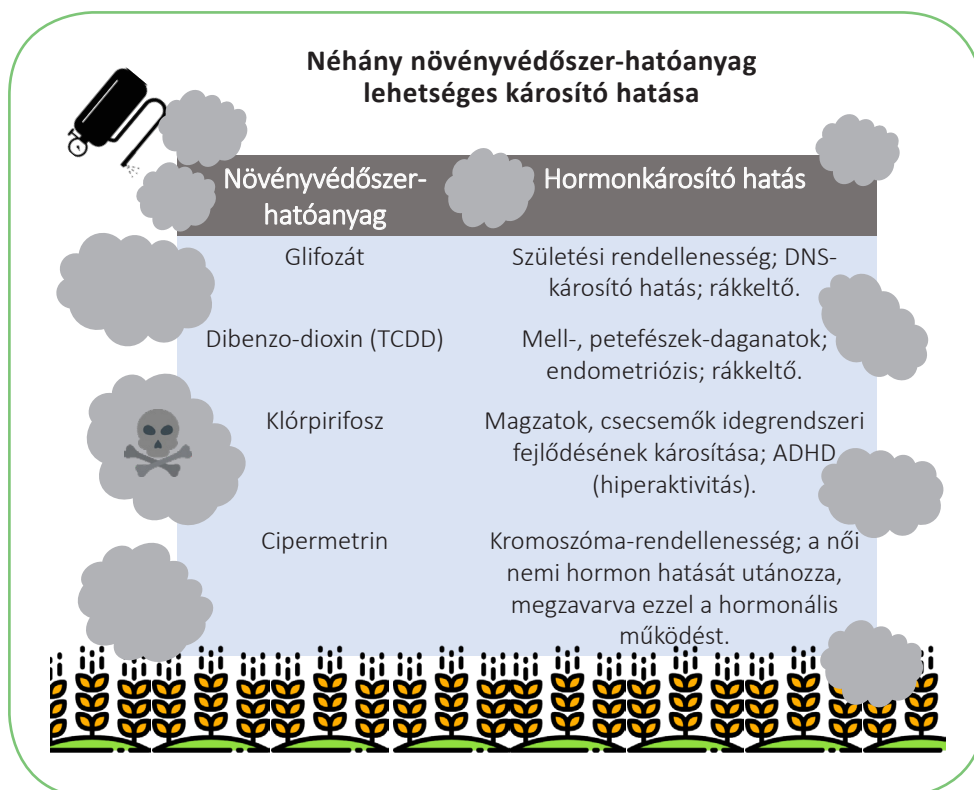 Néhány növényvédőszer-hatóanyag
lehetséges károsító hatása
Növényvédőszer-
hatóanyag
Hormonkárosító hatás
Glifozát
Születési rendellenesség; DNS-
károsító hatás; rákkeltő.
Dibenzo-dioxin (TCDD)
Mell-, petefészek-daganatok;
endometriózis; rákkeltő.
Klórpirifosz
Magzatok, csecsemők idegrendszeri
fejlődésének károsítása; ADHD
(hiperaktivitás).
Cipermetrin
Kromoszóma-rendellenesség; a női
nemi hormon hatását utánozza,
megzavarva ezzel a hormonális
működést.